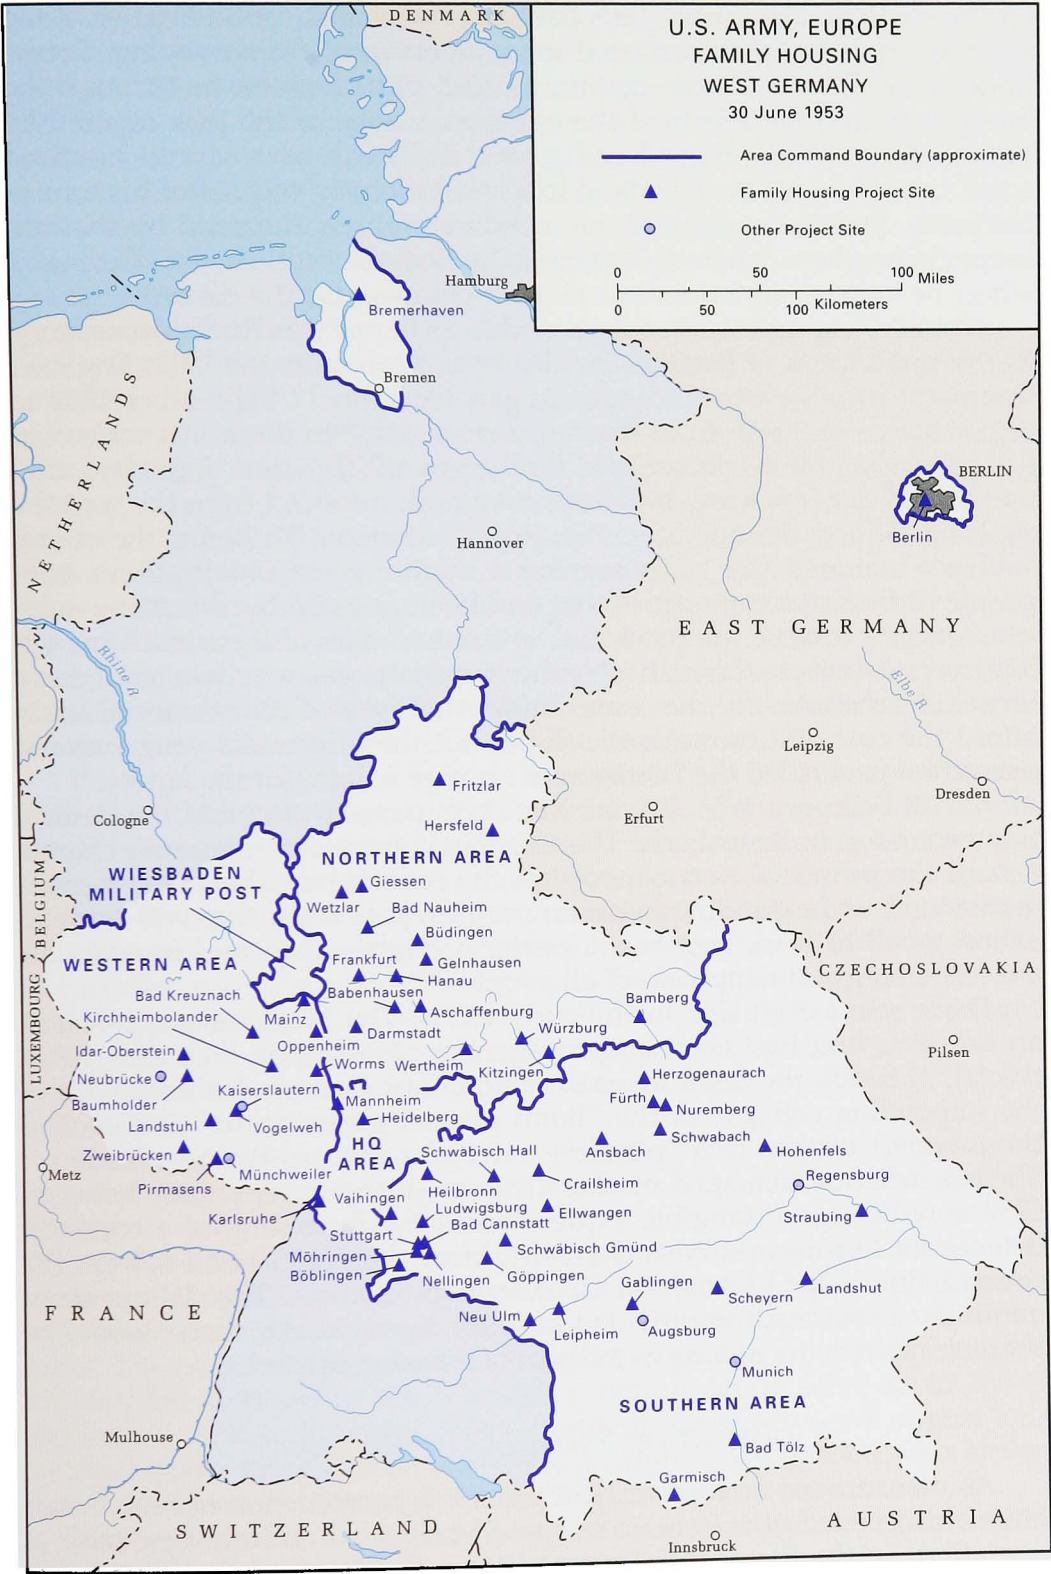 DENMARK
U.S. ARMY, EUROPE
FAMILY HOUSING
WEST GERMANY
30 June 1953
Area Command Boundary (approximate)
Family Housing Project Site
Other Project Site
0 50 100 Miles
0 50 100 Kilometers
Hamburg
Bremerhaven
Bremen
NETHERLANDS
BERLIN
Berlin
Hannover
EAST GERMANY
Rhine R
Elbe R
Leipzig
Dresden
Erfurt
Cologne
Fritzlar
Hersfeld
NORTHERN AREA
WIESBADEN
MILITARY POST
BELGIUM
Giessen
Wetzlar
Bad Nauheim
Büdingen
WESTERN AREA
Frankfurt
Gelnhausen
Hanau
CZECHOSLOVAKIA
LUXEMBOURG
Bad Kreuznach
Babenhausen
Bamberg
Kirchheimbolander
Mainz
Aschaffenburg
Darmstadt
Würzburg
Oppenheim
Pilsen
Idar-Oberstein
Worms
Wertheim
Kitzingen
Neubrücke
Herzogenaurach
Kaiserslautern
Baumholder
Mannheim
Fürth
Nuremberg
Landstuhl
Vogelweh
Heidelberg
Schwabach
HQ
AREA
Zweibrücken
Schwabisch Hall
Ansbach
Hohenfels
Metz
Münchweiler
Pirmasens
Crailsheim
Regensburg
Heilbronn
Vaihingen
Karlsruhe
Ludwigsburg
Ellwangen
Straubing
Bad Cannstatt
Stuttgart
Schwäbisch Gmünd
Möhringen
Böblingen
Nellingen
Göppingen
Gablingen
Scheyern
Landshut
FRANCE
Neu Ulm
Leipheim
Augsburg
Munich
SOUTHERN AREA
Mulhouse
Bad Tölz
Garmisch
SWITZERLAND
AUSTRIA
Innsbruck